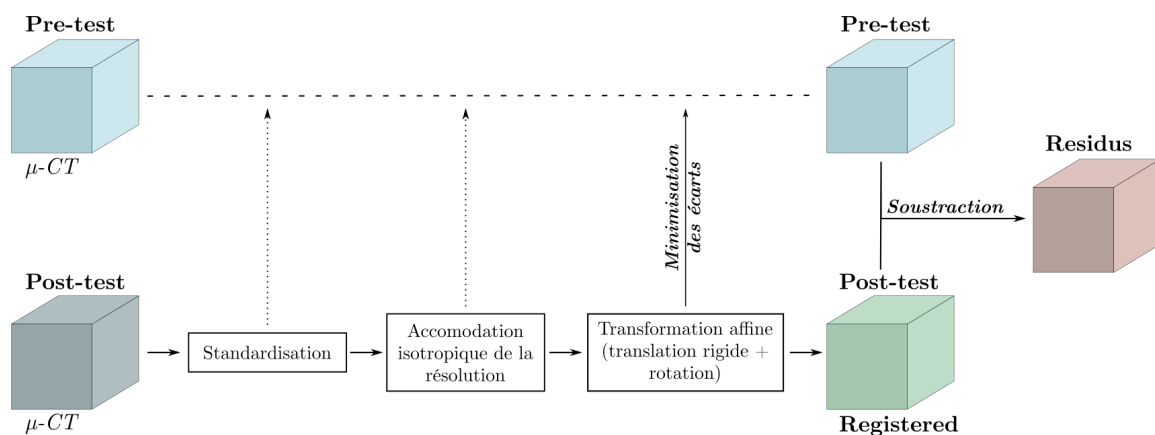 Pre-test
μ-CT
Pre-test
Residus
Minimisation
des écarts
Soustraction
Post-test
μ-CT
Standardisation
Accomodation
isotropique de la
résolution
Transformation affine
(translation rigide +
rotation)
Post-test
Registered